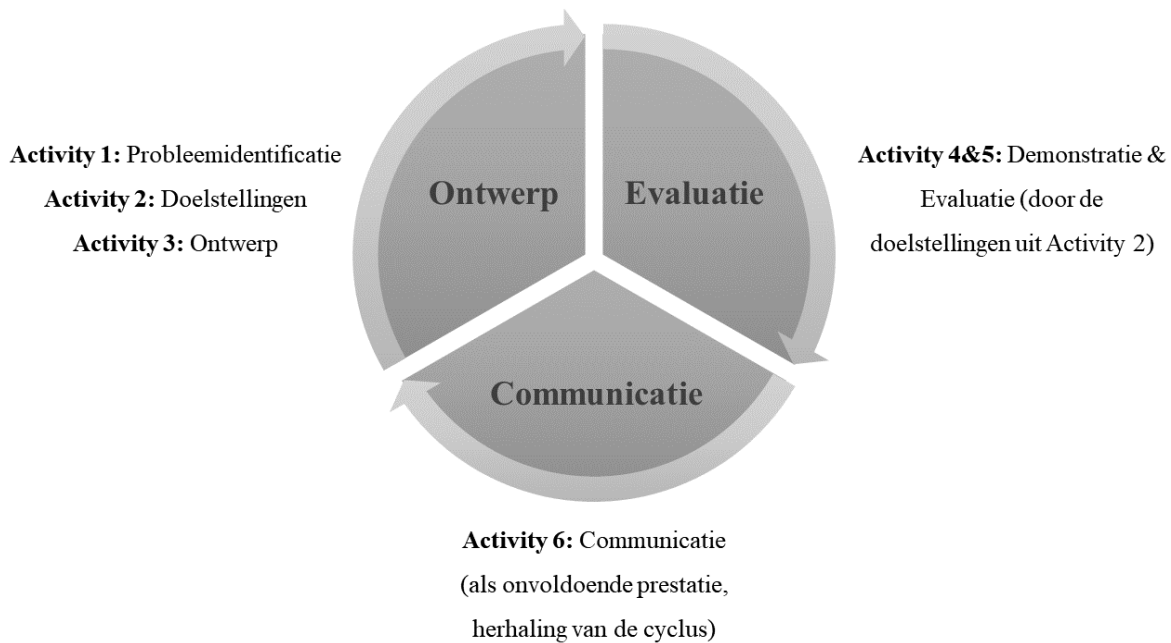 Activity 1: Probleemidentificatie
Activity 2: Doelstellingen
Activity 3: Ontwerp
Ontwerp
Evaluatie
Activity 4&5: Demonstratie &
Evaluatie (door de
doelstellingen uit Activity 2)
Communicatie
Activity 6: Communicatie
(als onvoldoende prestatie,
herhaling van de cyclus)